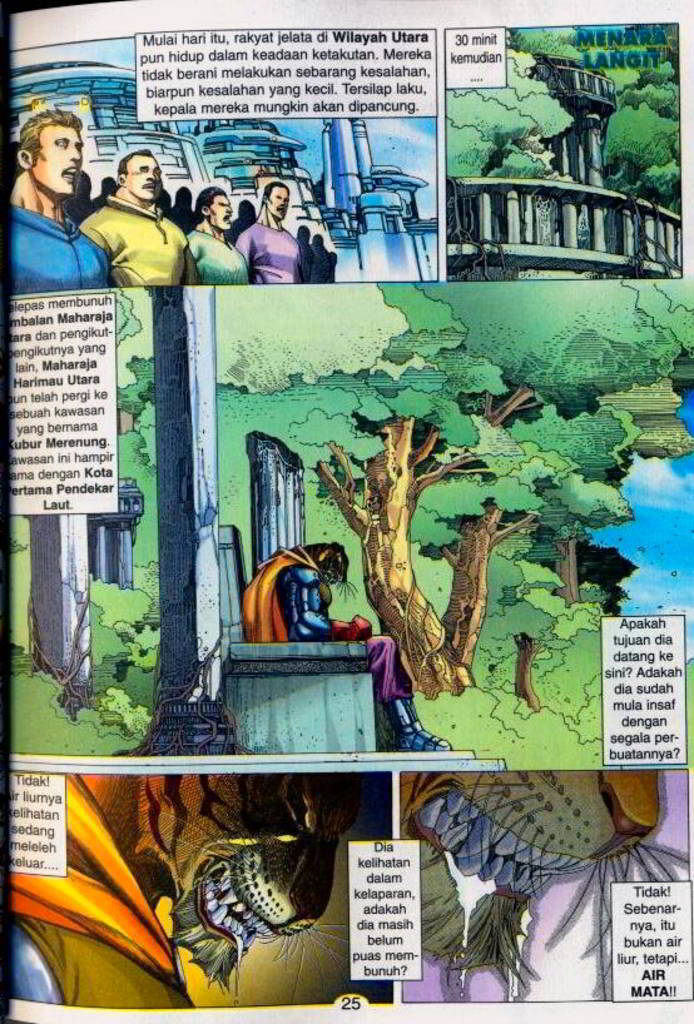 Mulai hari itu, rakyat jelata di Wilayah Utara
pun hidup dalam keadaan ketakutan. Mereka
tidak berani melakukan sebarang kesalahan,
biarpun kesalahan yang kecil. Tersilap laku,
kepala mereka mungkin akan dipancung.
30 minit
kemudian
....
MENARA
LANGIT
lepas membunuh
mbalan Maharaja
tara dan pengikut-
pengikutnya yang
lain, Maharaja
Harimau Utara
pun telah pergi ke
sebuah kawasan
yang bernama
Kubur Merenung.
kawasan ini hampir
ama dengan Kota
Pertama Pendekar
Laut.
Apakah
tujuan dia
datang ke
sini? Adakah
dia sudah
mula insaf
dengan
segala per-
buatannya?
Tidak!
Air liurnya
kelihatan
sedang
meleleh
keluar....
Dia
kelihatan
dalam
kelaparan,
adakah
dia masih
belum
puas mem-
bunuh?
Tidak!
Sebenar-
nya, itu
bukan air
liur, tetapi...
AIR
MATA!!
25